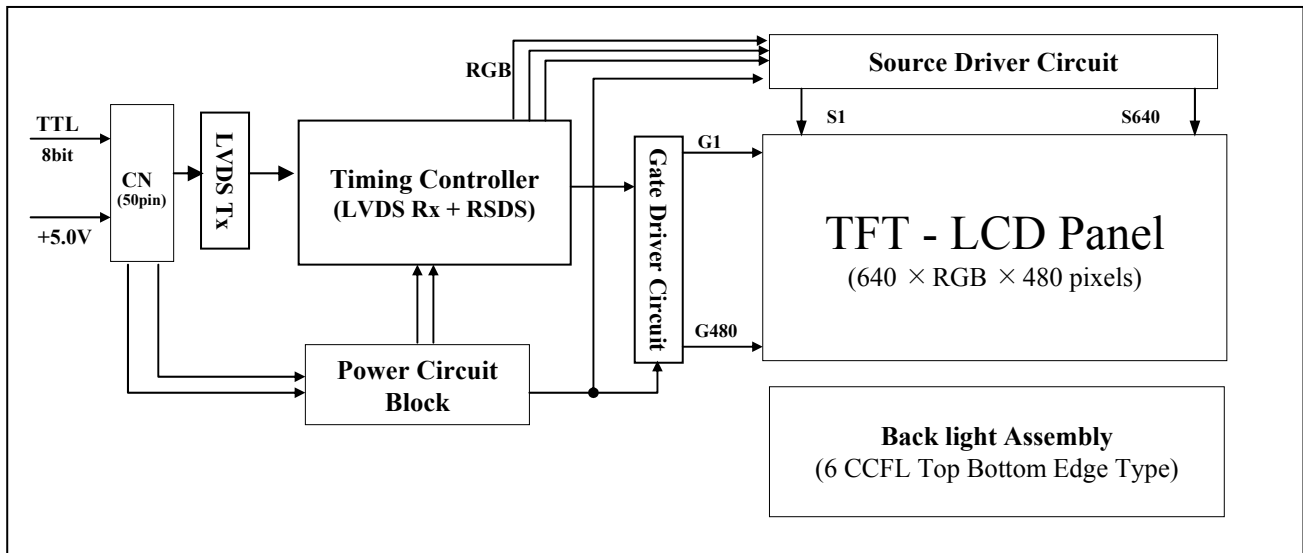 TTL
8bit
+5.0V
CN
(50pin)
LVDS Tx
Timing Controller
(LVDS Rx + RSDS)
RGB
Power Circuit
Block
Gate Driver Circuit
G1
G480
Source Driver Circuit
S1
S640
TFT - LCD Panel
(640 × RGB × 480 pixels)
Back light Assembly
(6 CCFL Top Bottom Edge Type)